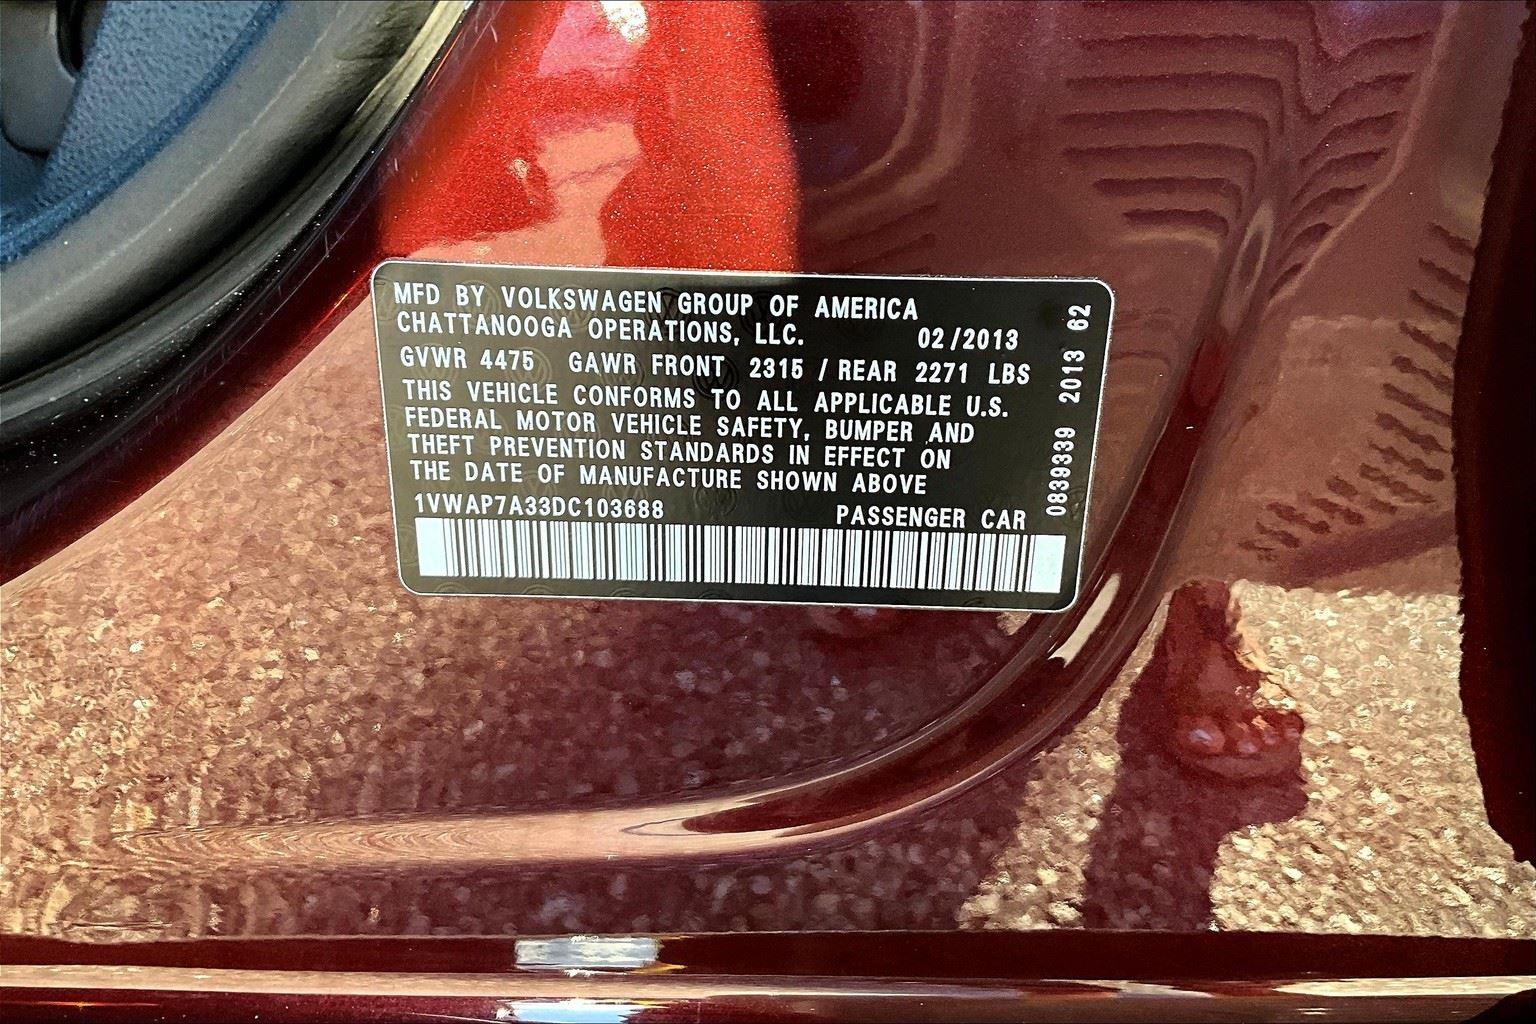 MFD BY VOLKSWAGEN GROUP OF AMERICA
CHATTANOOGA OPERATIONS, LLC. 02/2013
GVWR 4475 GAWR FRONT 2315 / REAR 2271 LBS
THIS VEHICLE CONFORMS TO ALL APPLICABLE U.S.
FEDERAL MOTOR VEHICLE SAFETY, BUMPER AND
THEFT PREVENTION STANDARDS IN EFFECT ON
THE DATE OF MANUFACTURE SHOWN ABOVE
1VWAP7A33DC103688 PASSENGER CAR
0839339 2013 62